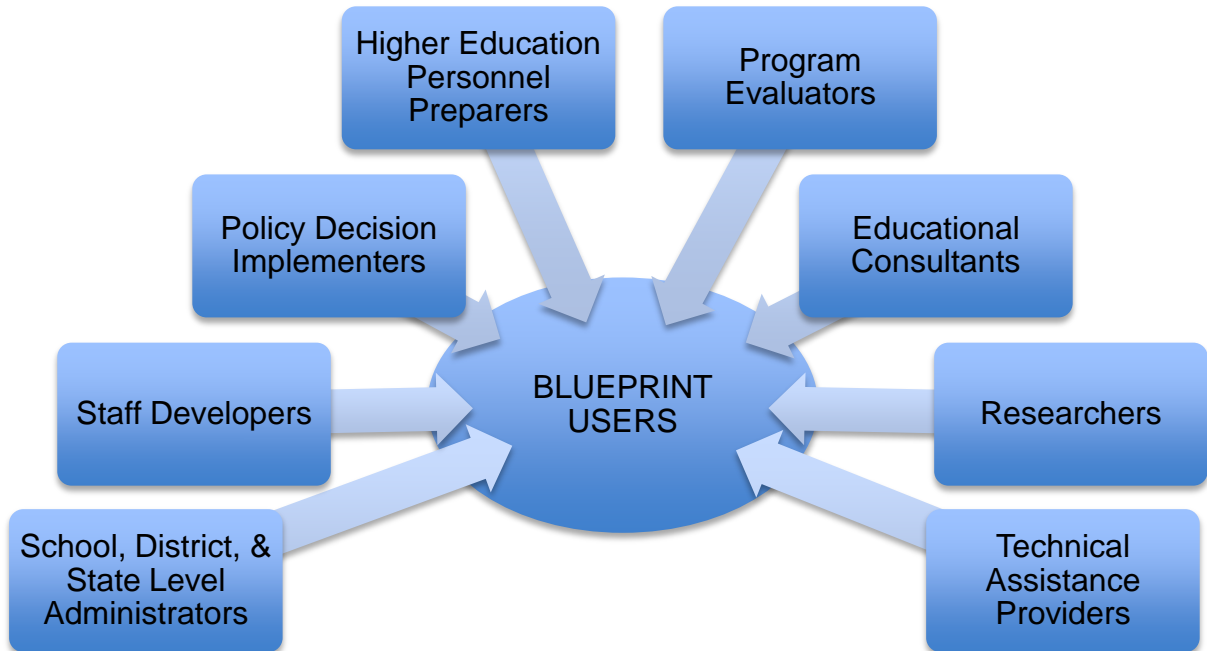 Higher Education
Personnel
Preparers
Program
Evaluators
Policy Decision
Implementers
Educational
Consultants
Staff Developers
BLUEPRINT
USERS
Researchers
School, District, &
State Level
Administrators
Technical
Assistance
Providers